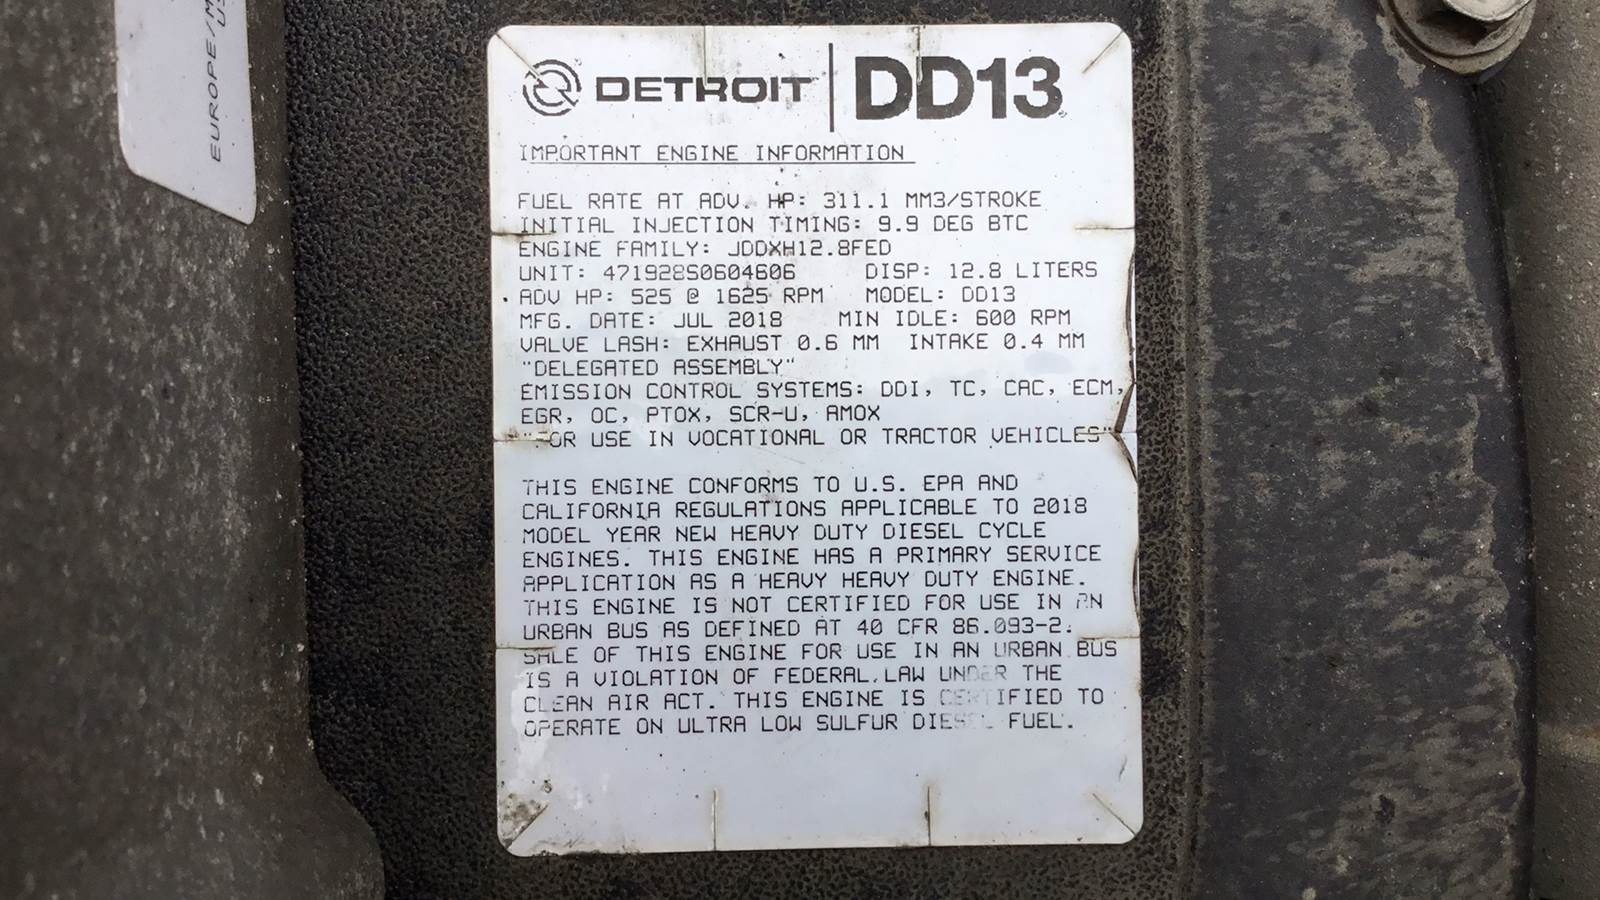 EUROPE/M
US
DETROIT DD13
IMPORTANT ENGINE INFORMATION
FUEL RATE AT ADV. HP: 311.1 MM3/STROKE
INITIAL INJECTION TIMING: 9.9 DEG BTC
ENGINE FAMILY: JDDXH12.8FED
UNIT: 471928S0604606 DISP: 12.8 LITERS
ADV HP: 525 @ 1625 RPM MODEL: DD13
MFG. DATE: JUL 2018 MIN IDLE: 600 RPM
VALVE LASH: EXHAUST 0.6 MM INTAKE 0.4 MM
"DELEGATED ASSEMBLY"
EMISSION CONTROL SYSTEMS: DDI, TC, CAC, ECM,
EGR, OC, PTOX, SCR-U, AMOX
"FOR USE IN VOCATIONAL OR TRACTOR VEHICLES"
THIS ENGINE CONFORMS TO U.S. EPA AND
CALIFORNIA REGULATIONS APPLICABLE TO 2018
MODEL YEAR NEW HEAVY DUTY DIESEL CYCLE
ENGINES. THIS ENGINE HAS A PRIMARY SERVICE
APPLICATION AS A HEAVY HEAVY DUTY ENGINE.
THIS ENGINE IS NOT CERTIFIED FOR USE IN AN
URBAN BUS AS DEFINED AT 40 CFR 86.093-2.
SALE OF THIS ENGINE FOR USE IN AN URBAN BUS
IS A VIOLATION OF FEDERAL LAW UNDER THE
CLEAN AIR ACT. THIS ENGINE IS CERTIFIED TO
OPERATE ON ULTRA LOW SULFUR DIESEL FUEL.